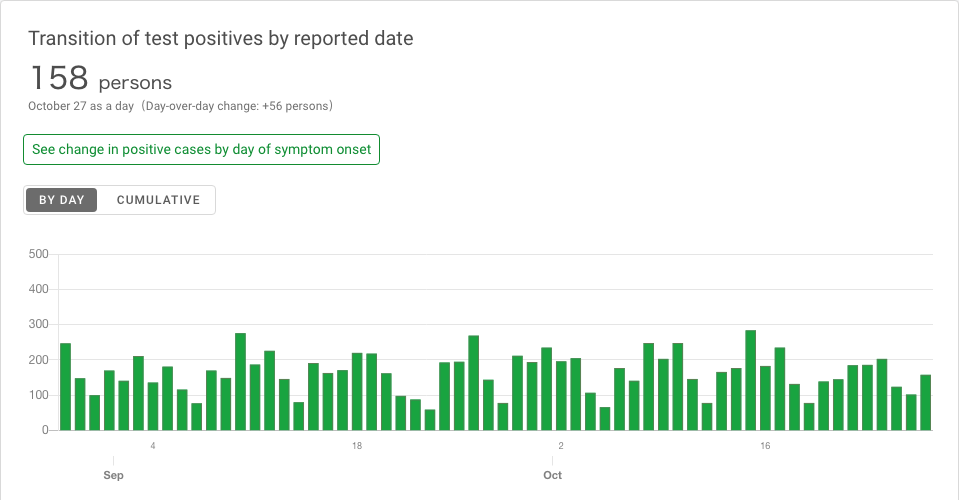 Transition of test positives by reported date
158 persons
October 27 as a day (Day-over-day change: +56 persons)
See change in positive cases by day of symptom onset
BY DAY CUMULATIVE
500
400
300
200
100
0
4 18 2 16
Sep Oct